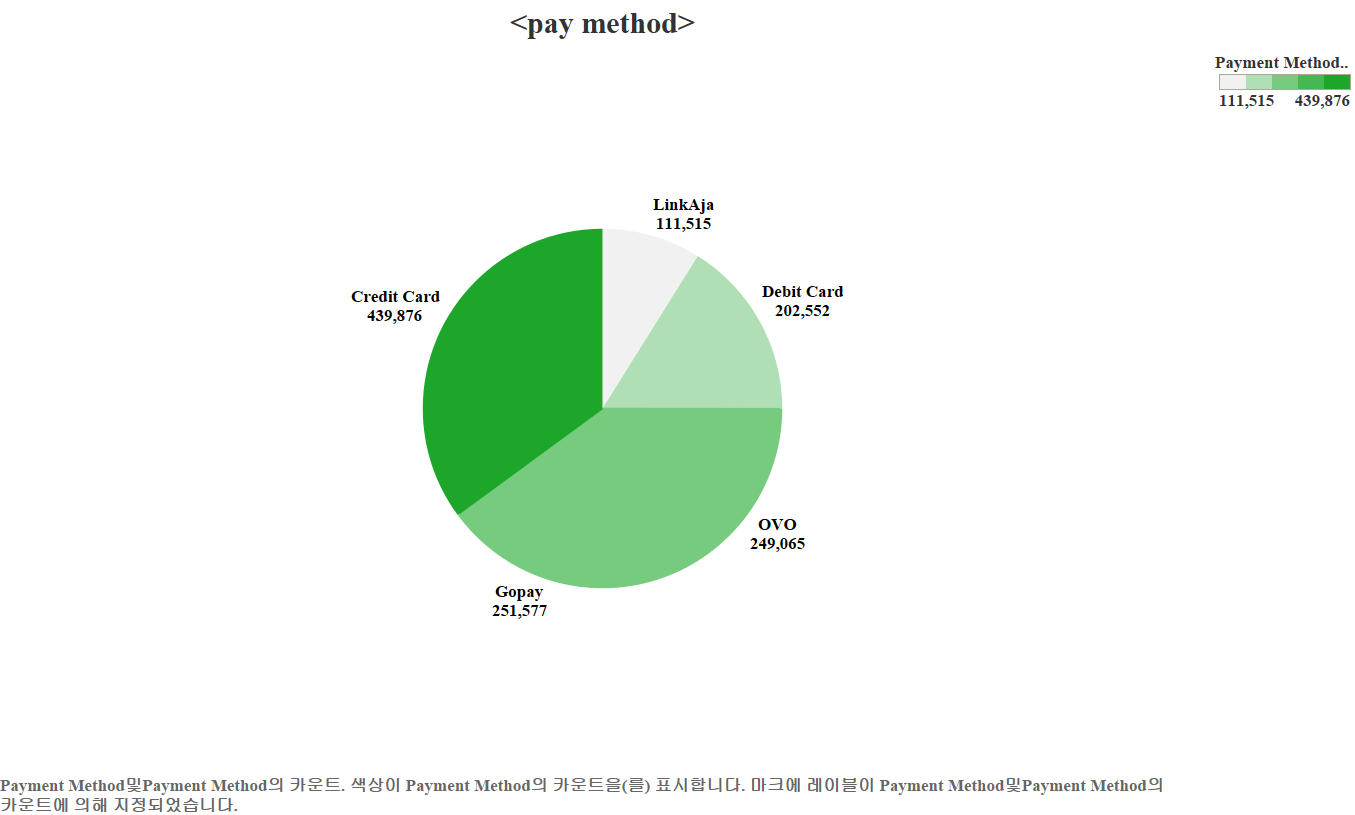 <pay method>
Payment Method..
111,515 439,876
LinkAja
111,515
Debit Card
202,552
Credit Card
439,876
OVO
249,065
Gopay
251,577
Payment Method및Payment Method의 카운트. 색상이 Payment Method의 카운트을(를) 표시합니다. 마크에 레이블이 Payment Method및Payment Method의
카운트에 의해 지정되었습니다.